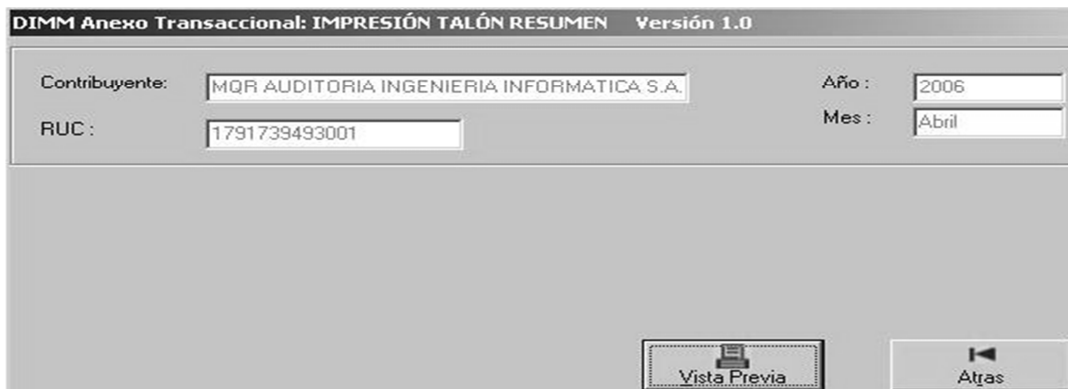 DIMM Anexo Transaccional: IMPRESIÓN TALÓN RESUMEN Versión 1.0
Contribuyente: MQR AUDITORIA INGENIERIA INFORMATICA S.A. Año : 2006
RUC : 1791739493001 Mes : Abril
Vista Previa Atras